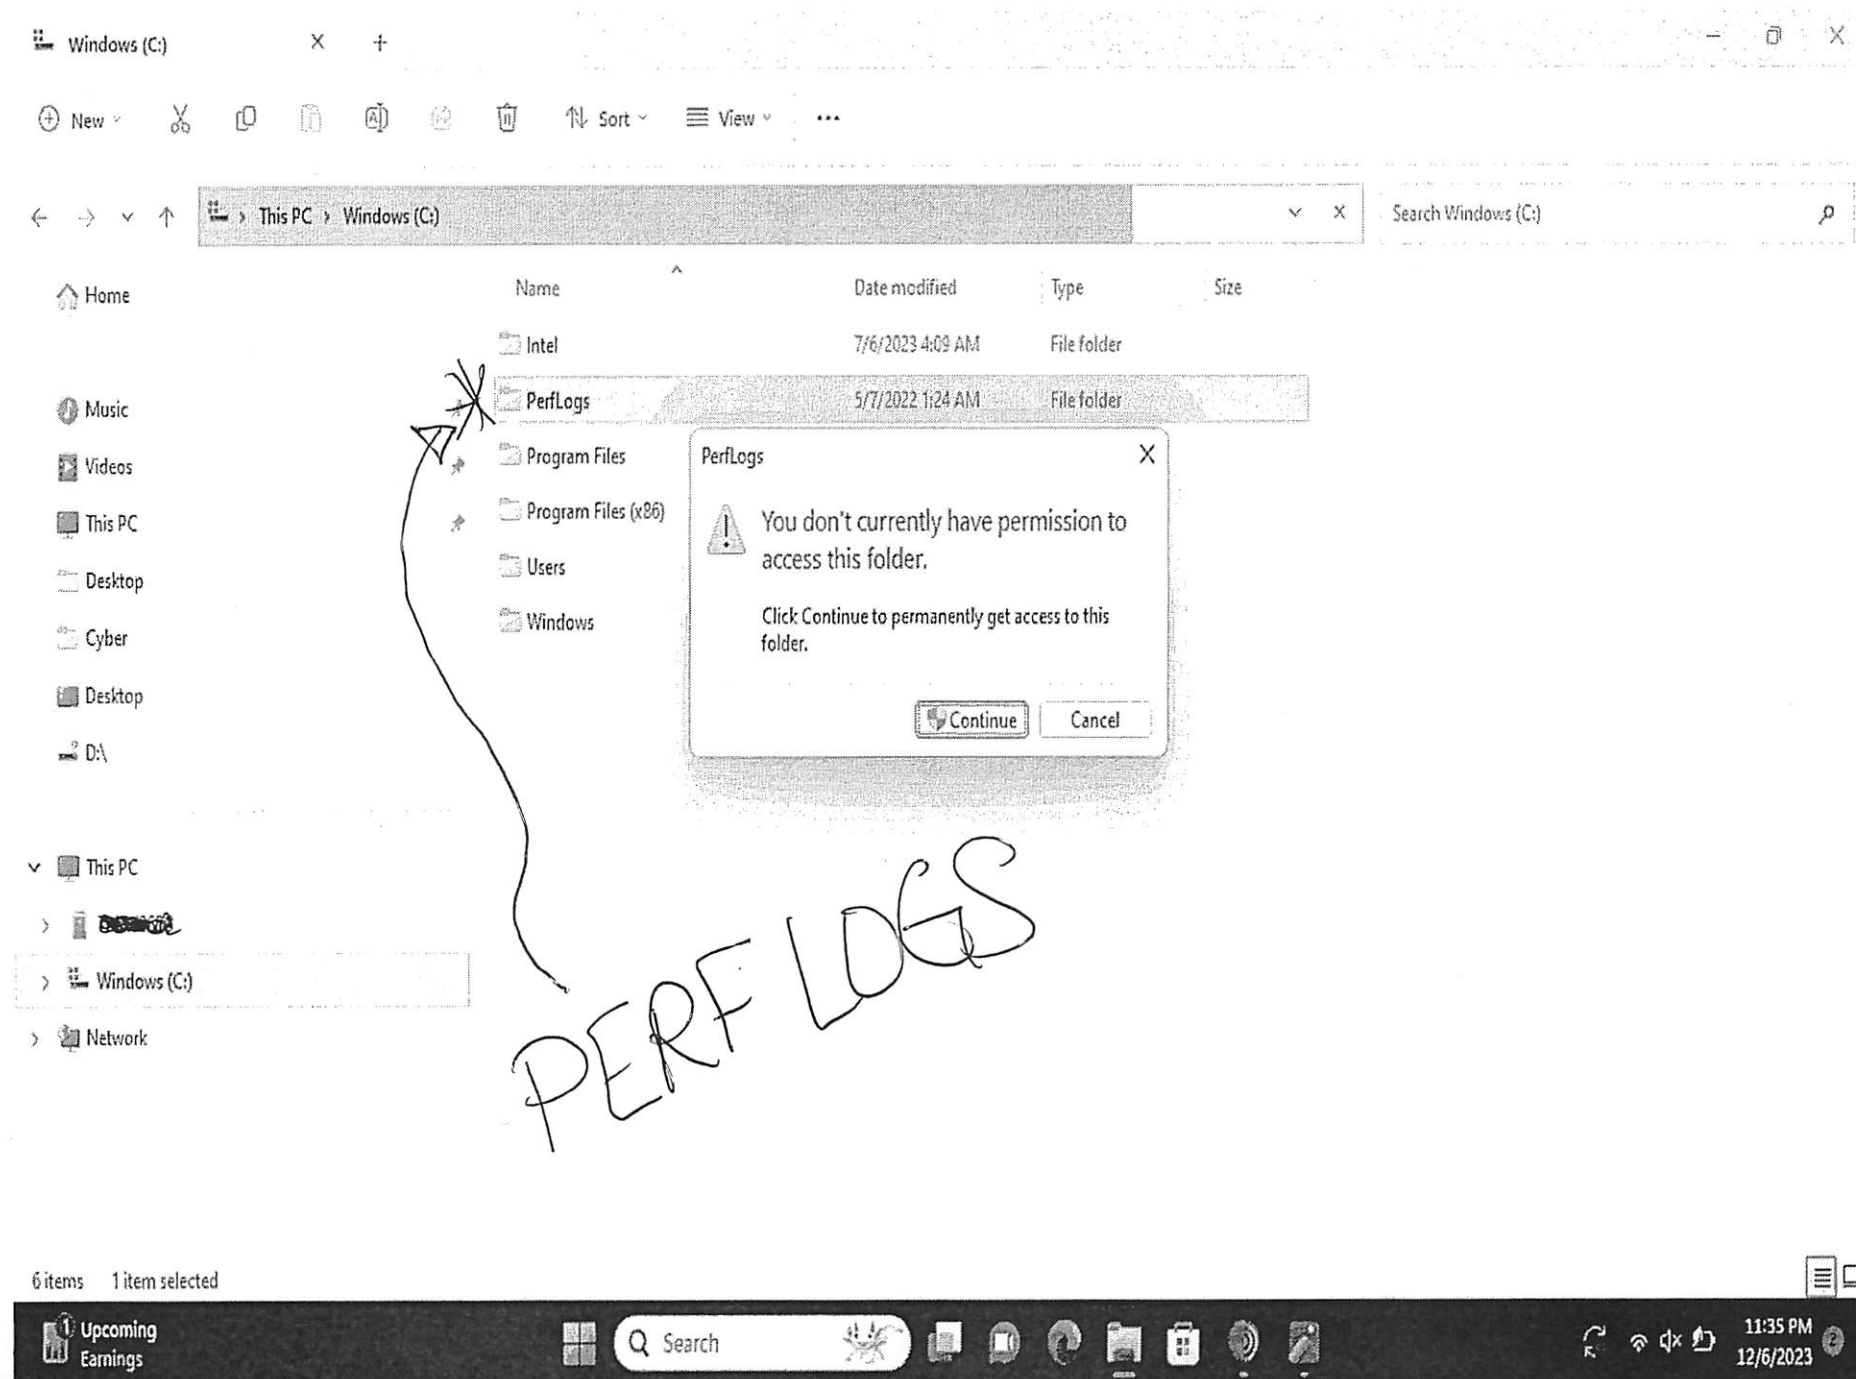 Windows (C:)
New
Sort
View
This PC > Windows (C:)
Search Windows (C:)
Name Date modified Type Size
Home
Music
Videos
This PC
Desktop
Cyber
Desktop
D:\
This PC
Windows (C:)
Network
Intel 7/6/2023 4:09 AM File folder
PerfLogs 5/7/2022 1:24 AM File folder
Program Files
Program Files (x86)
Users
Windows
PerfLogs
You don't currently have permission to
access this folder.
Click Continue to permanently get access to this
folder.
Continue Cancel
PERF LOGS
6 items 1 item selected
1
Upcoming
Earnings
Search
11:35 PM
12/6/2023
2